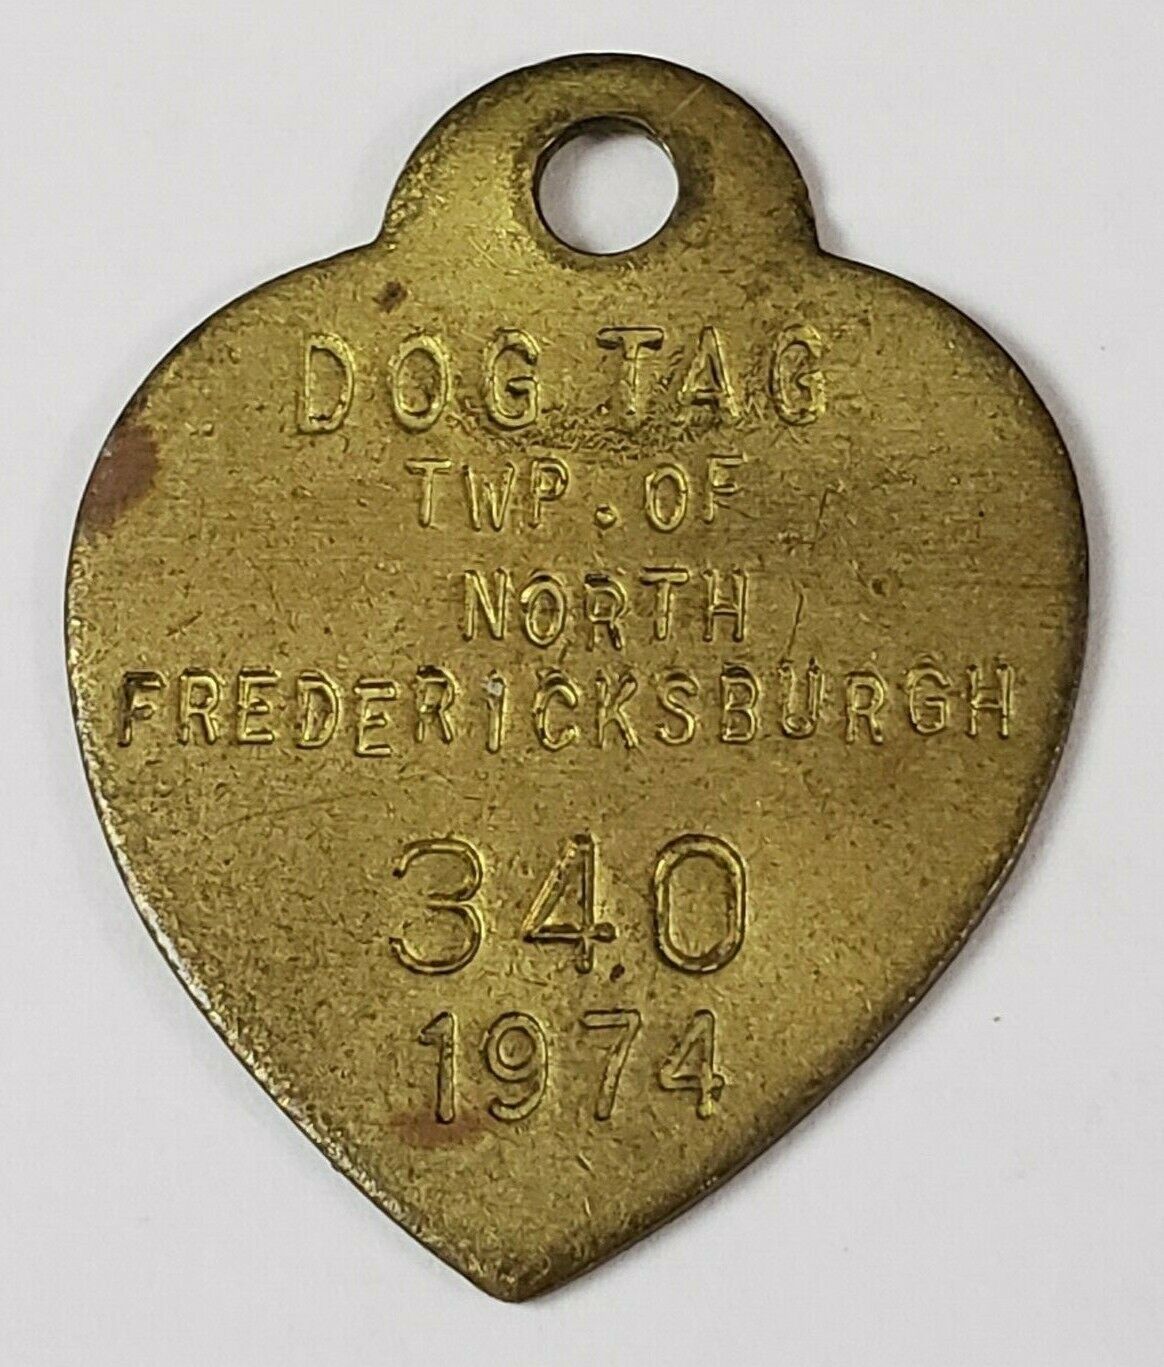 DOG TAG
TWP. OF
NORTH
FREDERICKSBURGH
340
1974